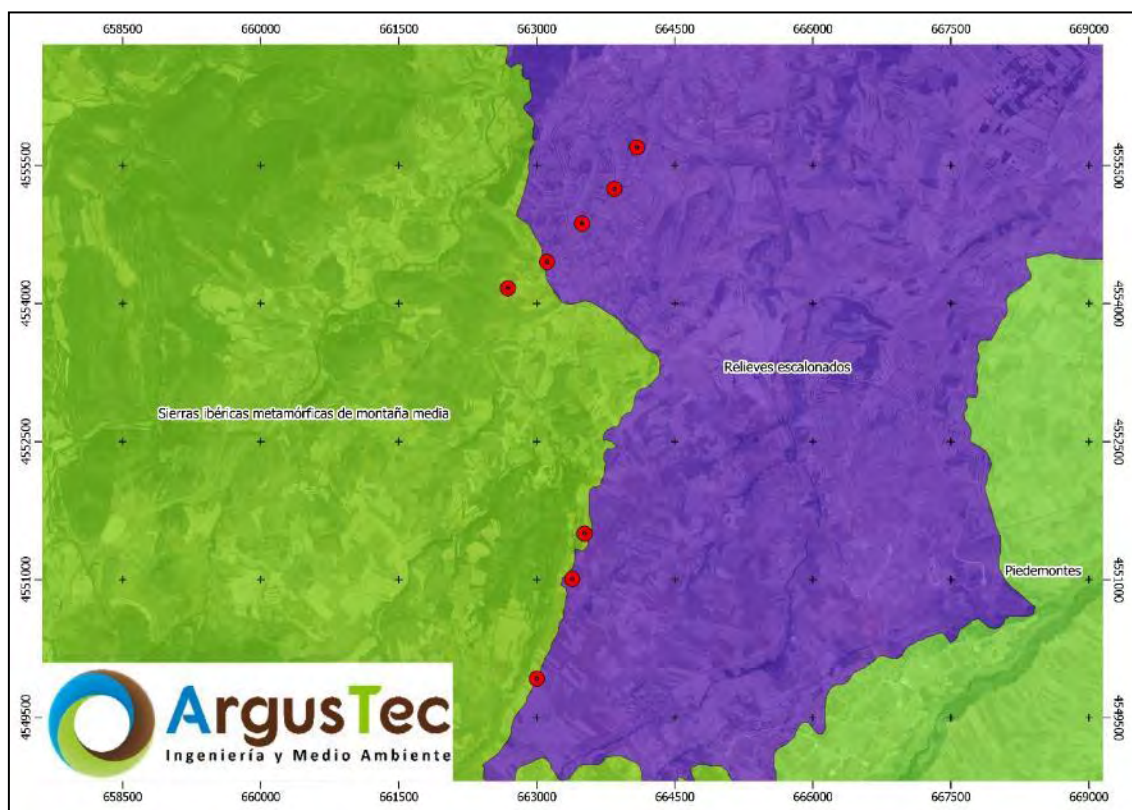 658500 660000 661500 663000 664500 666000 667500 669000
4555500 4555500
4554000 4554000
Relieves escalonados
Sierras ibéricas metamórficas de montaña media
4552500 4552500
Piedemontes
4551000 4551000
4549500 4549500
ArgusTec
Ingeniería y Medio Ambiente
658500 660000 661500 663000 664500 666000 667500 669000